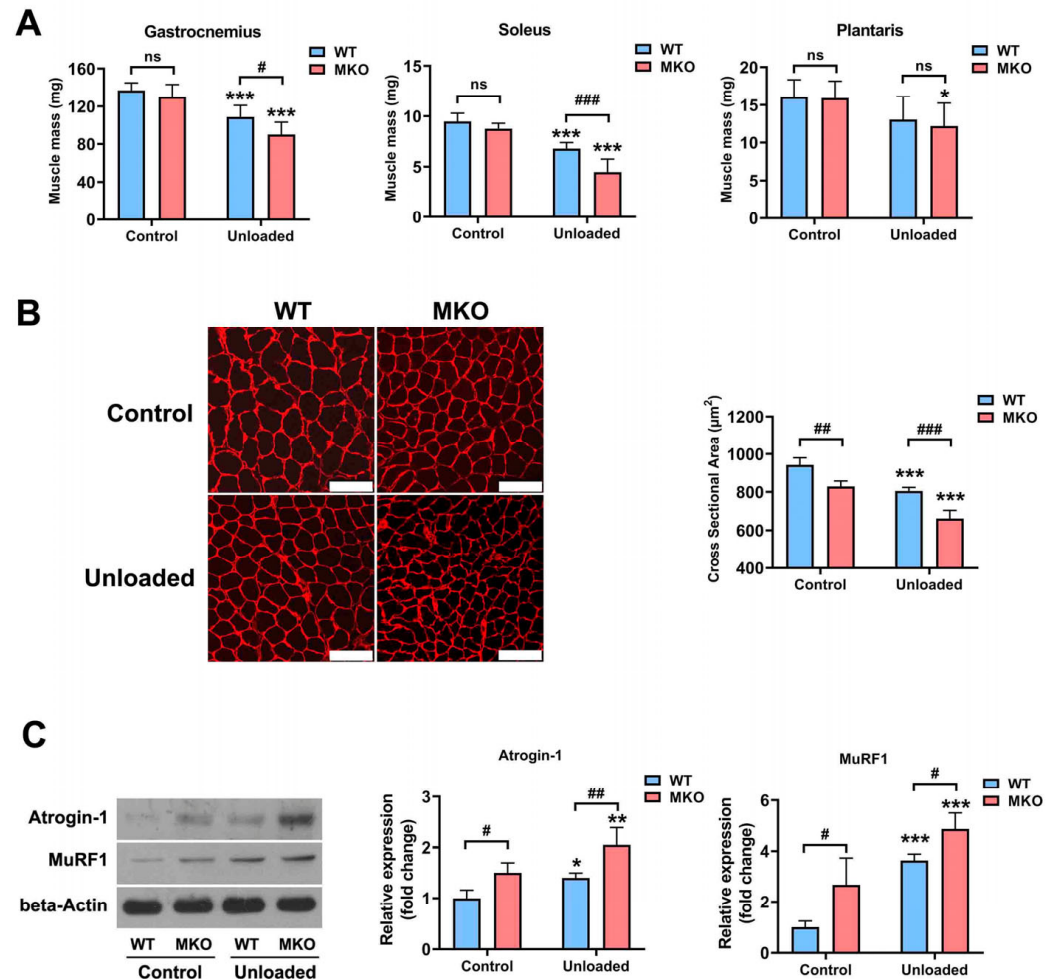 A
Gastrocnemius
WT
MKO
Muscle mass (mg)
160
120
80
40
0
ns
#
***
***
Control
Unloaded
Soleus
WT
MKO
Muscle mass (mg)
15
10
5
0
ns
###
***
***
Control
Unloaded
Plantaris
WT
MKO
Muscle mass (mg)
20
15
10
5
0
ns
ns
*
Control
Unloaded
B
WT
MKO
Control
Unloaded
WT
MKO
Cross Sectional Area (µm²)
1200
1000
800
600
400
##
###
***
***
Control
Unloaded
C
Atrogin-1
MuRF1
beta-Actin
WT MKO WT MKO
Control Unloaded
Atrogin-1
WT
MKO
Relative expression
(fold change)
3
2
1
0
#
##
*
**
Control
Unloaded
MuRF1
WT
MKO
Relative expression
(fold change)
6
4
2
0
#
#
***
***
Control
Unloaded